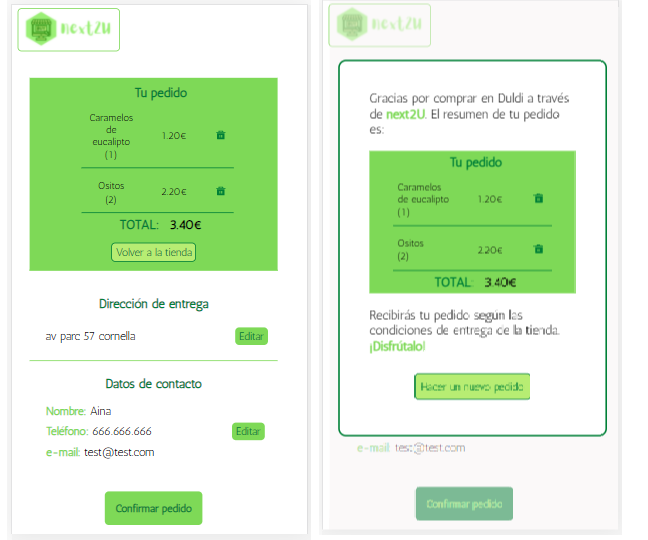 next2U
Tu pedido
Caramelos
de
eucalipto
(1)
1.20€
Ositos
(2)
2.20€
TOTAL: 3.40€
Volver a la tienda
Dirección de entrega
av parc 57 cornella
Editar
Datos de contacto
Nombre: Aina
Teléfono: 666.666.666
Editar
e-mail: test@test.com
Confirmar pedido
next2U
Gracias por comprar en Duldi a través
de next2U. El resumen de tu pedido
es:
Tu pedido
Caramelos
de eucalipto
(1)
1.20€
Ositos
(2)
2.20€
TOTAL: 3.40€
Recibirás tu pedido según las
condiciones de entrega de la tienda.
¡Disfrútalo!
Hacer un nuevo pedido
e-mail: test@test.com
Confirmar pedido